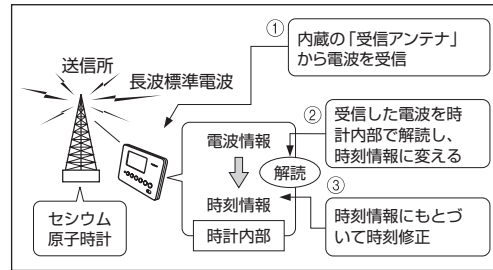 ①
内蔵の「受信アンテナ」
から電波を受信
送信所
長波標準電波
②
受信した電波を時
計内部で解読し、
時刻情報に変える
電波情報
解読
時刻情報
時計内部
③
時刻情報にもとづ
いて時刻修正
セシウム
原子時計